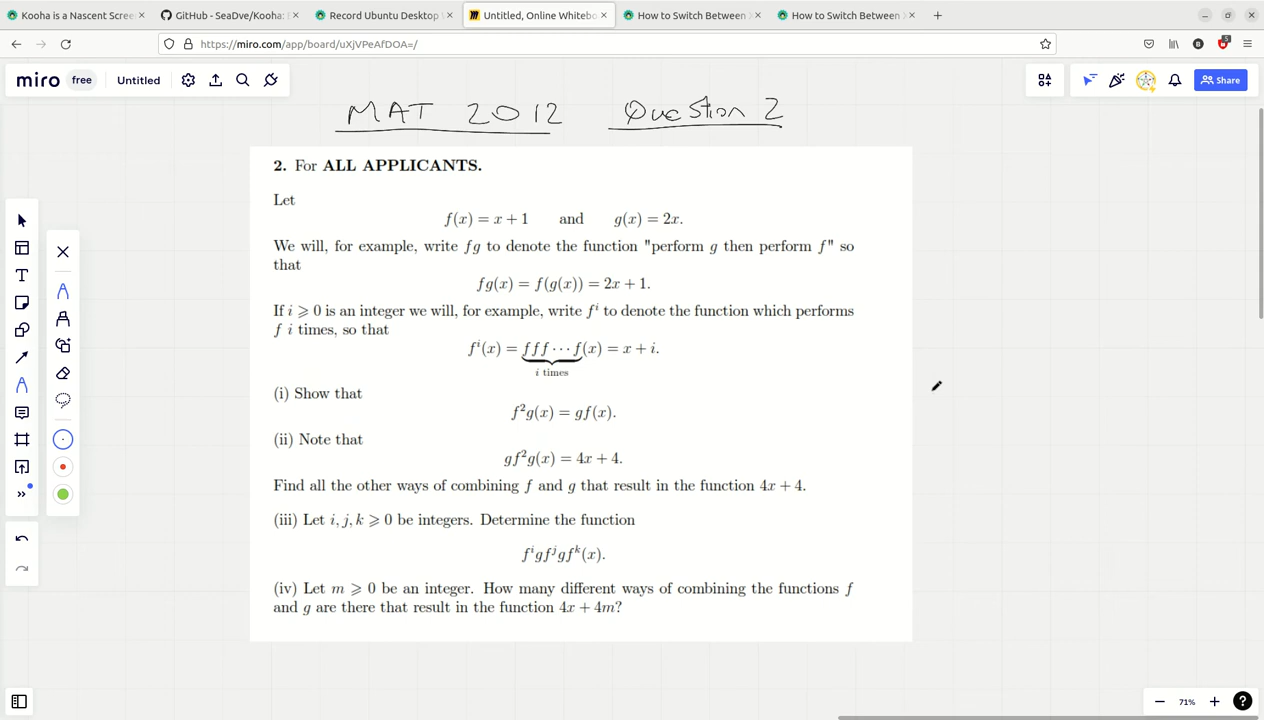 Kooha is a Nascent Scree
GitHub - SeaDve/Kooha: E
Record Ubuntu Desktop
Untitled, Online Whitebo
How to Switch Between
How to Switch Between
https://miro.com/app/board/uXjVPeAfDOA=/
miro free Untitled
Share
MAT 2012 Question 2
2. For ALL APPLICANTS.
Let
f(x) = x + 1 and g(x) = 2x.
We will, for example, write fg to denote the function "perform g then perform f" so
that
fg(x) = f(g(x)) = 2x + 1.
If i ⩾ 0 is an integer we will, for example, write fⁱ to denote the function which performs
f i times, so that
fⁱ(x) = fff···f(x) = x + i.
i times
(i) Show that
f²g(x) = gf(x).
(ii) Note that
gf²g(x) = 4x + 4.
Find all the other ways of combining f and g that result in the function 4x + 4.
(iii) Let i, j, k ⩾ 0 be integers. Determine the function
fⁱgfʲgfᵏ(x).
(iv) Let m ⩾ 0 be an integer. How many different ways of combining the functions f
and g are there that result in the function 4x + 4m?
71%